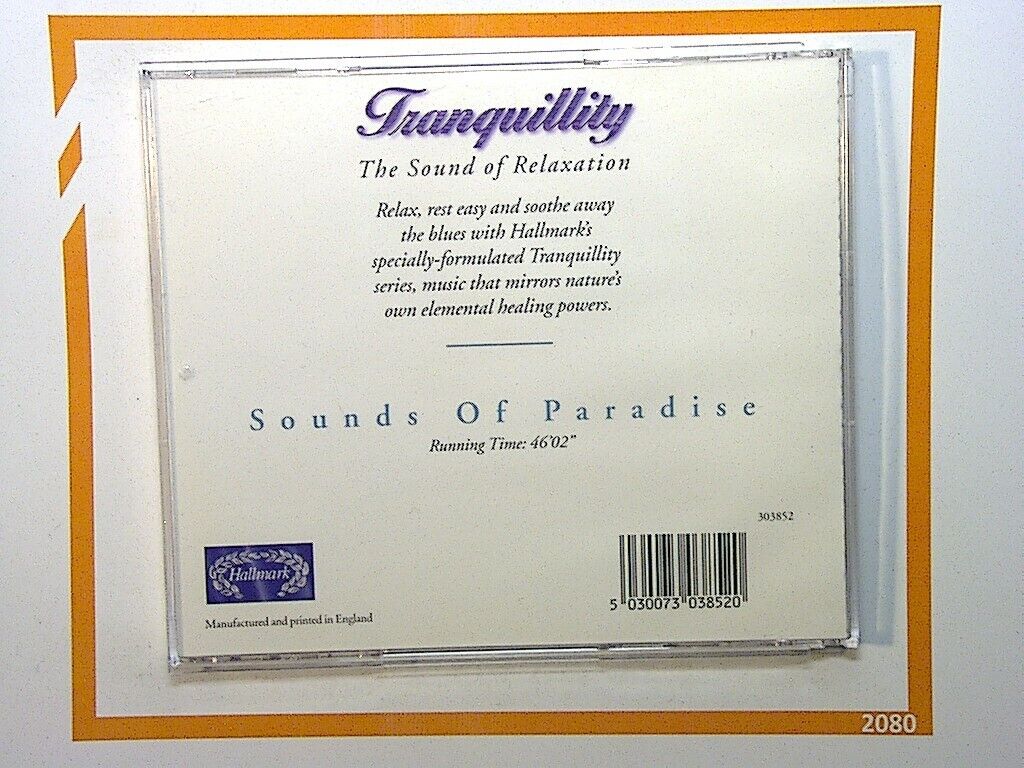 Tranquillity
The Sound of Relaxation
Relax, rest easy and soothe away
the blues with Hallmark's
specially-formulated Tranquillity
series, music that mirrors nature's
own elemental healing powers.
Sounds Of Paradise
Running Time: 46'02"
303852
Hallmark
5 030073 038520
Manufactured and printed in England
2080